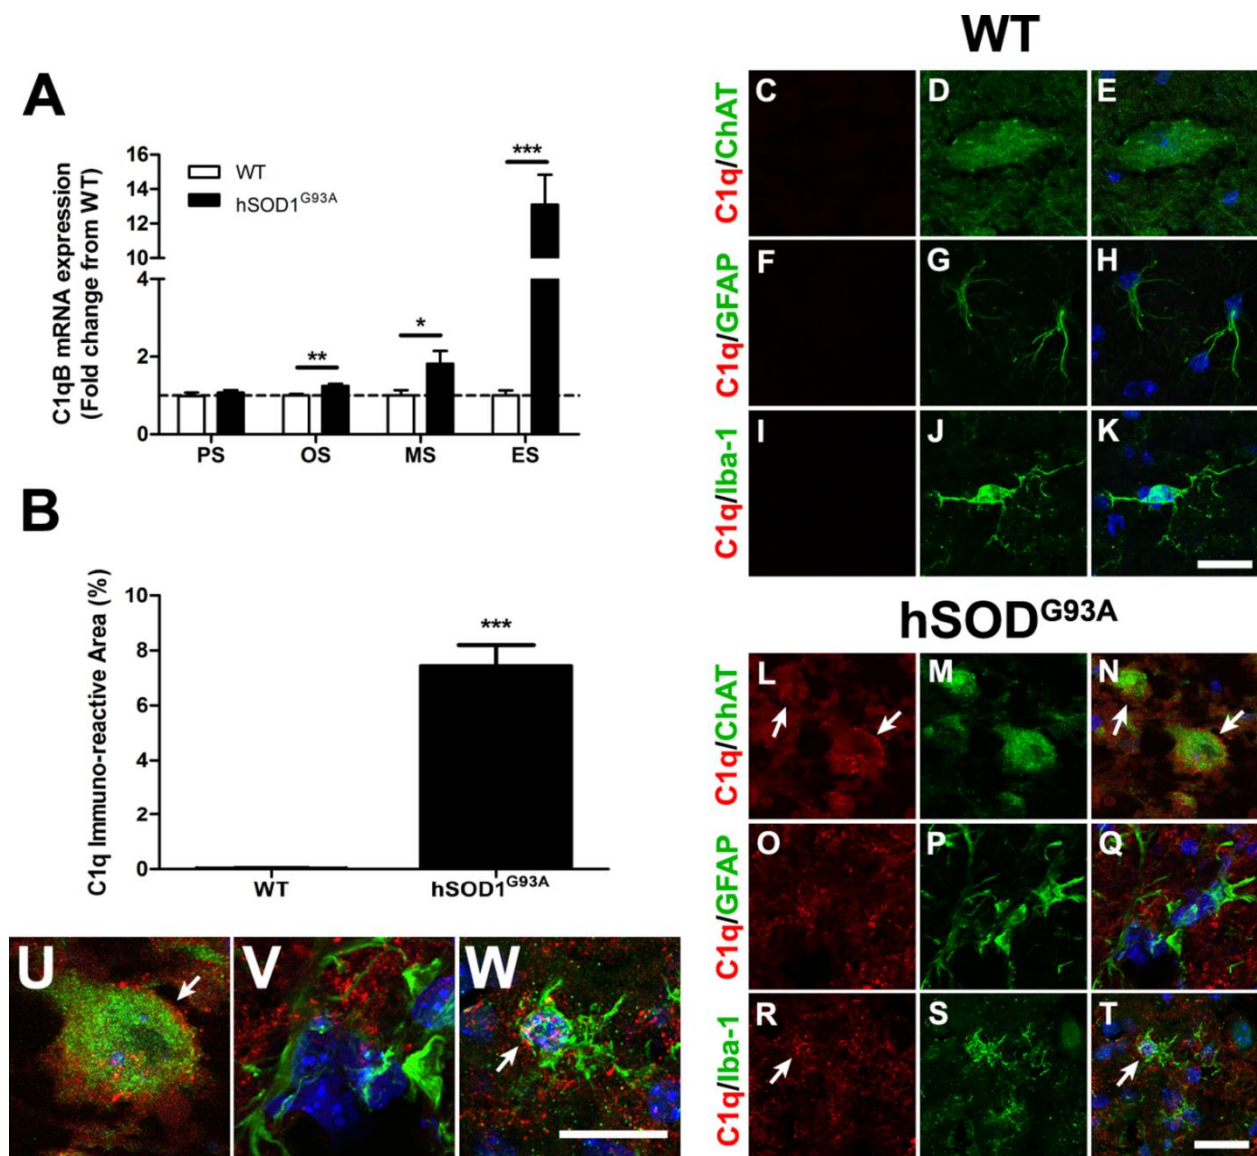 A
C1qB mRNA expression
(Fold change from WT)
16
14
12
10
4
2
0
WT
hSOD1G93A
**
*
***
PS OS MS ES
B
C1q Immuno-reactive Area (%)
10
8
6
4
2
0
***
WT hSOD1G93A
U V W
WT
C1q/ChAT
C D E
C1q/GFAP
F G H
C1q/Iba-1
I J K
hSODG93A
C1q/ChAT
L M N
C1q/GFAP
O P Q
C1q/Iba-1
R S T